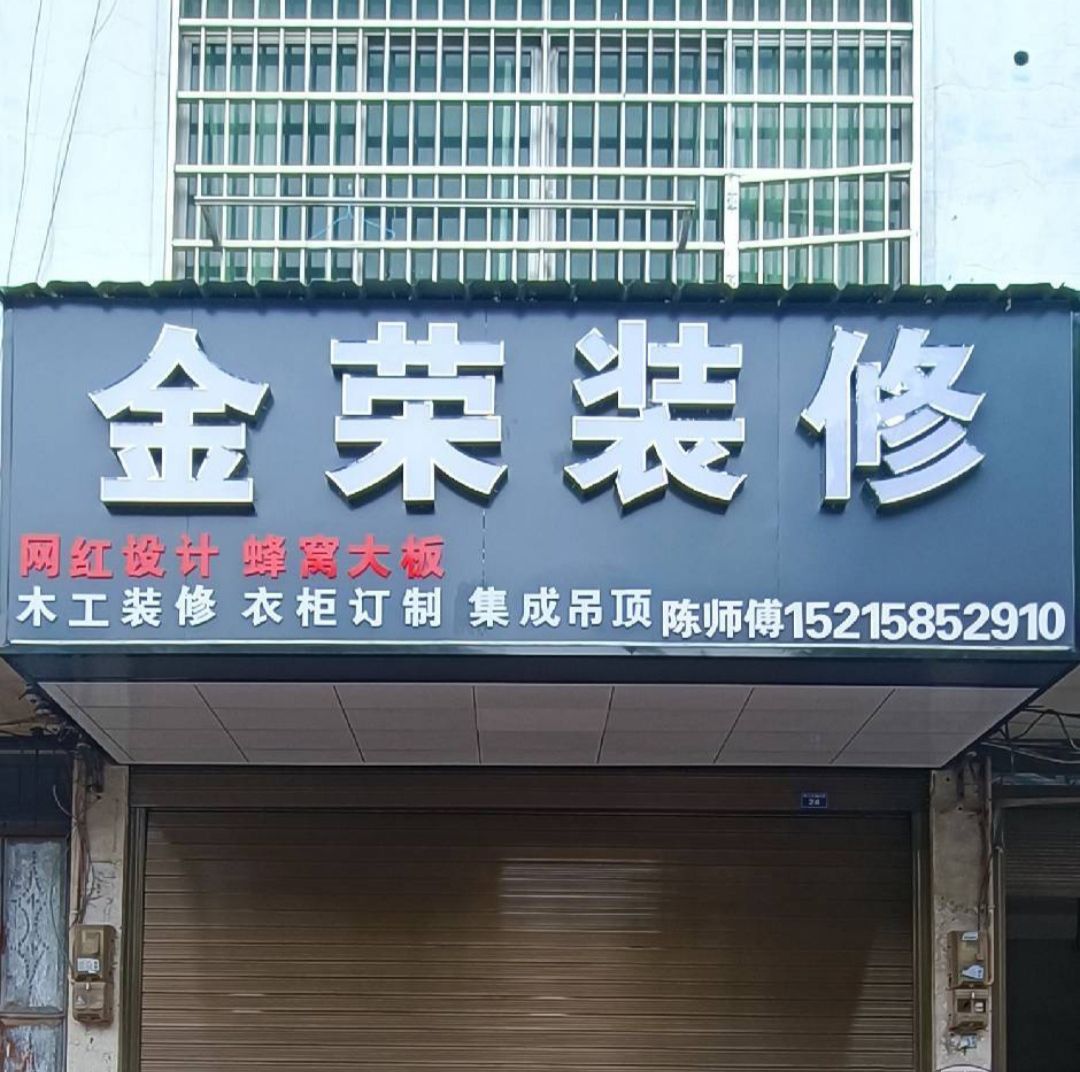 金荣装修
网红设计 蜂窝大板
木工装修 衣柜订制 集成吊顶 陈师傅15215852910